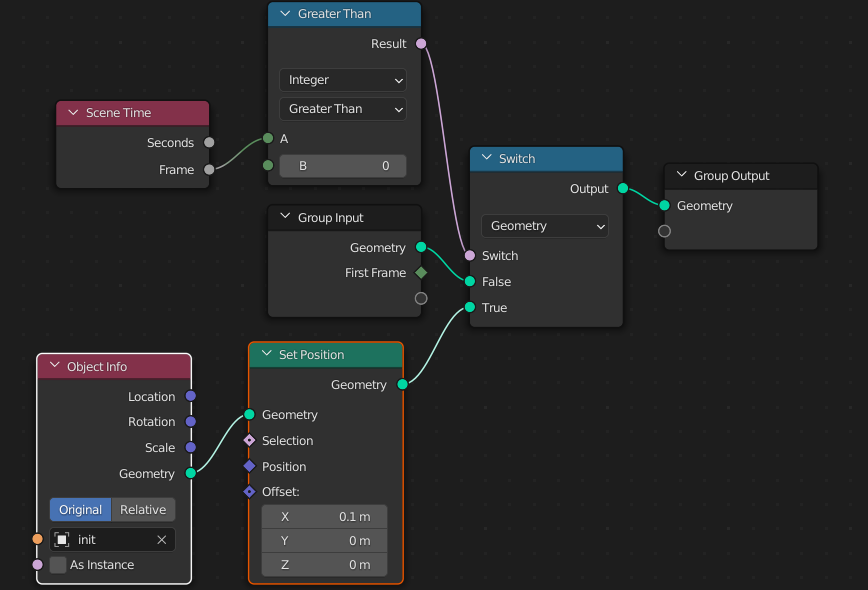 Greater Than
Result
Integer
Greater Than
A
B 0
Scene Time
Seconds
Frame
Group Input
Geometry
First Frame
Switch
Output
Geometry
Switch
False
True
Group Output
Geometry
Object Info
Location
Rotation
Scale
Geometry
Original Relative
init
As Instance
Set Position
Geometry
Geometry
Selection
Position
Offset:
X 0.1 m
Y 0 m
Z 0 m